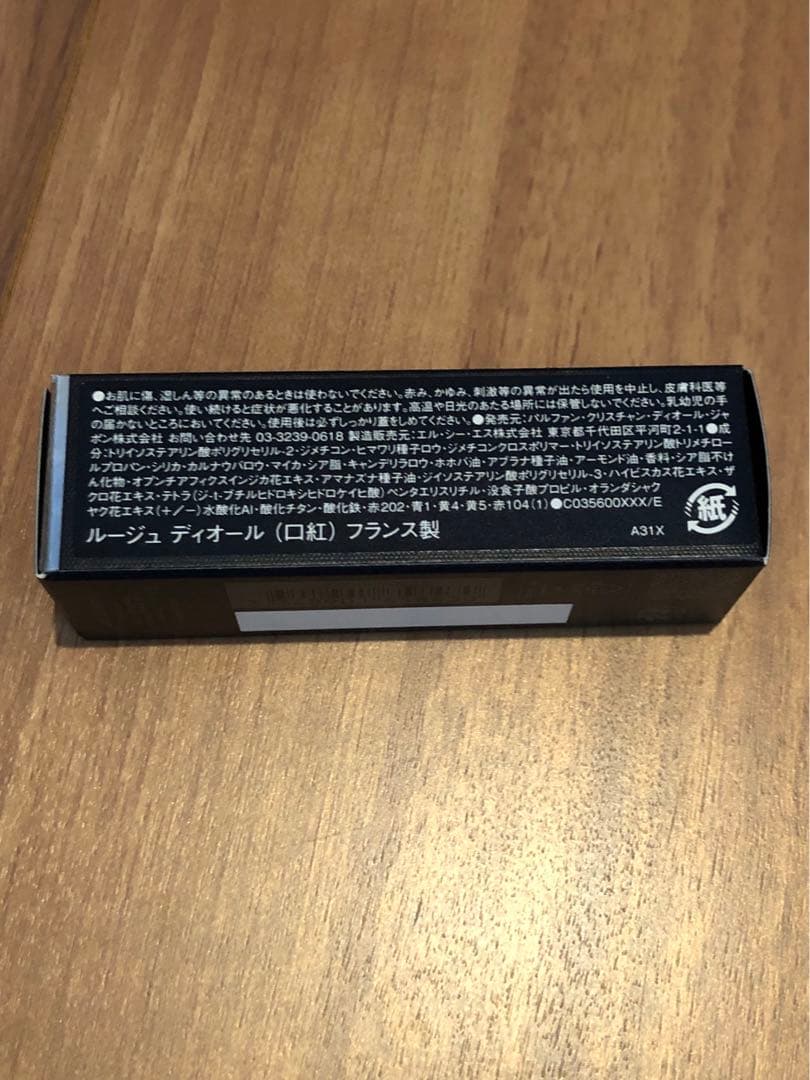 ●お肌に傷、湿しん等の異常のあるときは使わないでください。赤み、かゆみ、刺激等の異常が出たら使用を中止し、皮膚科医等
へご相談ください。使い続けると症状が悪化することがあります。高温や日光のあたる場所には保管しないでください。乳幼児の手
の届かないところにおいてください。使用後は必ずしっかり蓋をしめてください。●発売元:パルファン・クリスチャン・ディオール・ジャ
ポン株式会社 お問い合わせ先 03-3239-0618 製造販売元:エル・シー・エス株式会社 東京都千代田区平河町2-1-1●成
分:トリイソステアリン酸ポリグリセリル-2・ジメチコン・ヒマワリ種子ロウ・ジメチコンクロスポリマー・トリイソステアリン酸トリメチロー
ルプロパン・シリカ・カルナウバロウ・マイカ・シア脂・キャンデリラロウ・ホホバ油・アブラナ種子油・アーモンド油・香料・シア脂不け
ん化物・オプンチアフィクスインジカ花エキス・アマナズナ種子油・ジイソステアリン酸ポリグリセリル-3・ハイビスカス花エキス・ザ
クロ花エキス・テトラ(ジ-t-ブチルヒドロキシヒドロケイヒ酸)ペンタエリスリチル・没食子酸プロピル・オランダシャク
ヤク花エキス(+/−)水酸化Al・酸化チタン・酸化鉄・赤202・青1・黄4・黄5・赤104(1)●C035600XXX/E
ルージュ ディオール (口紅) フランス製
A31X
紙